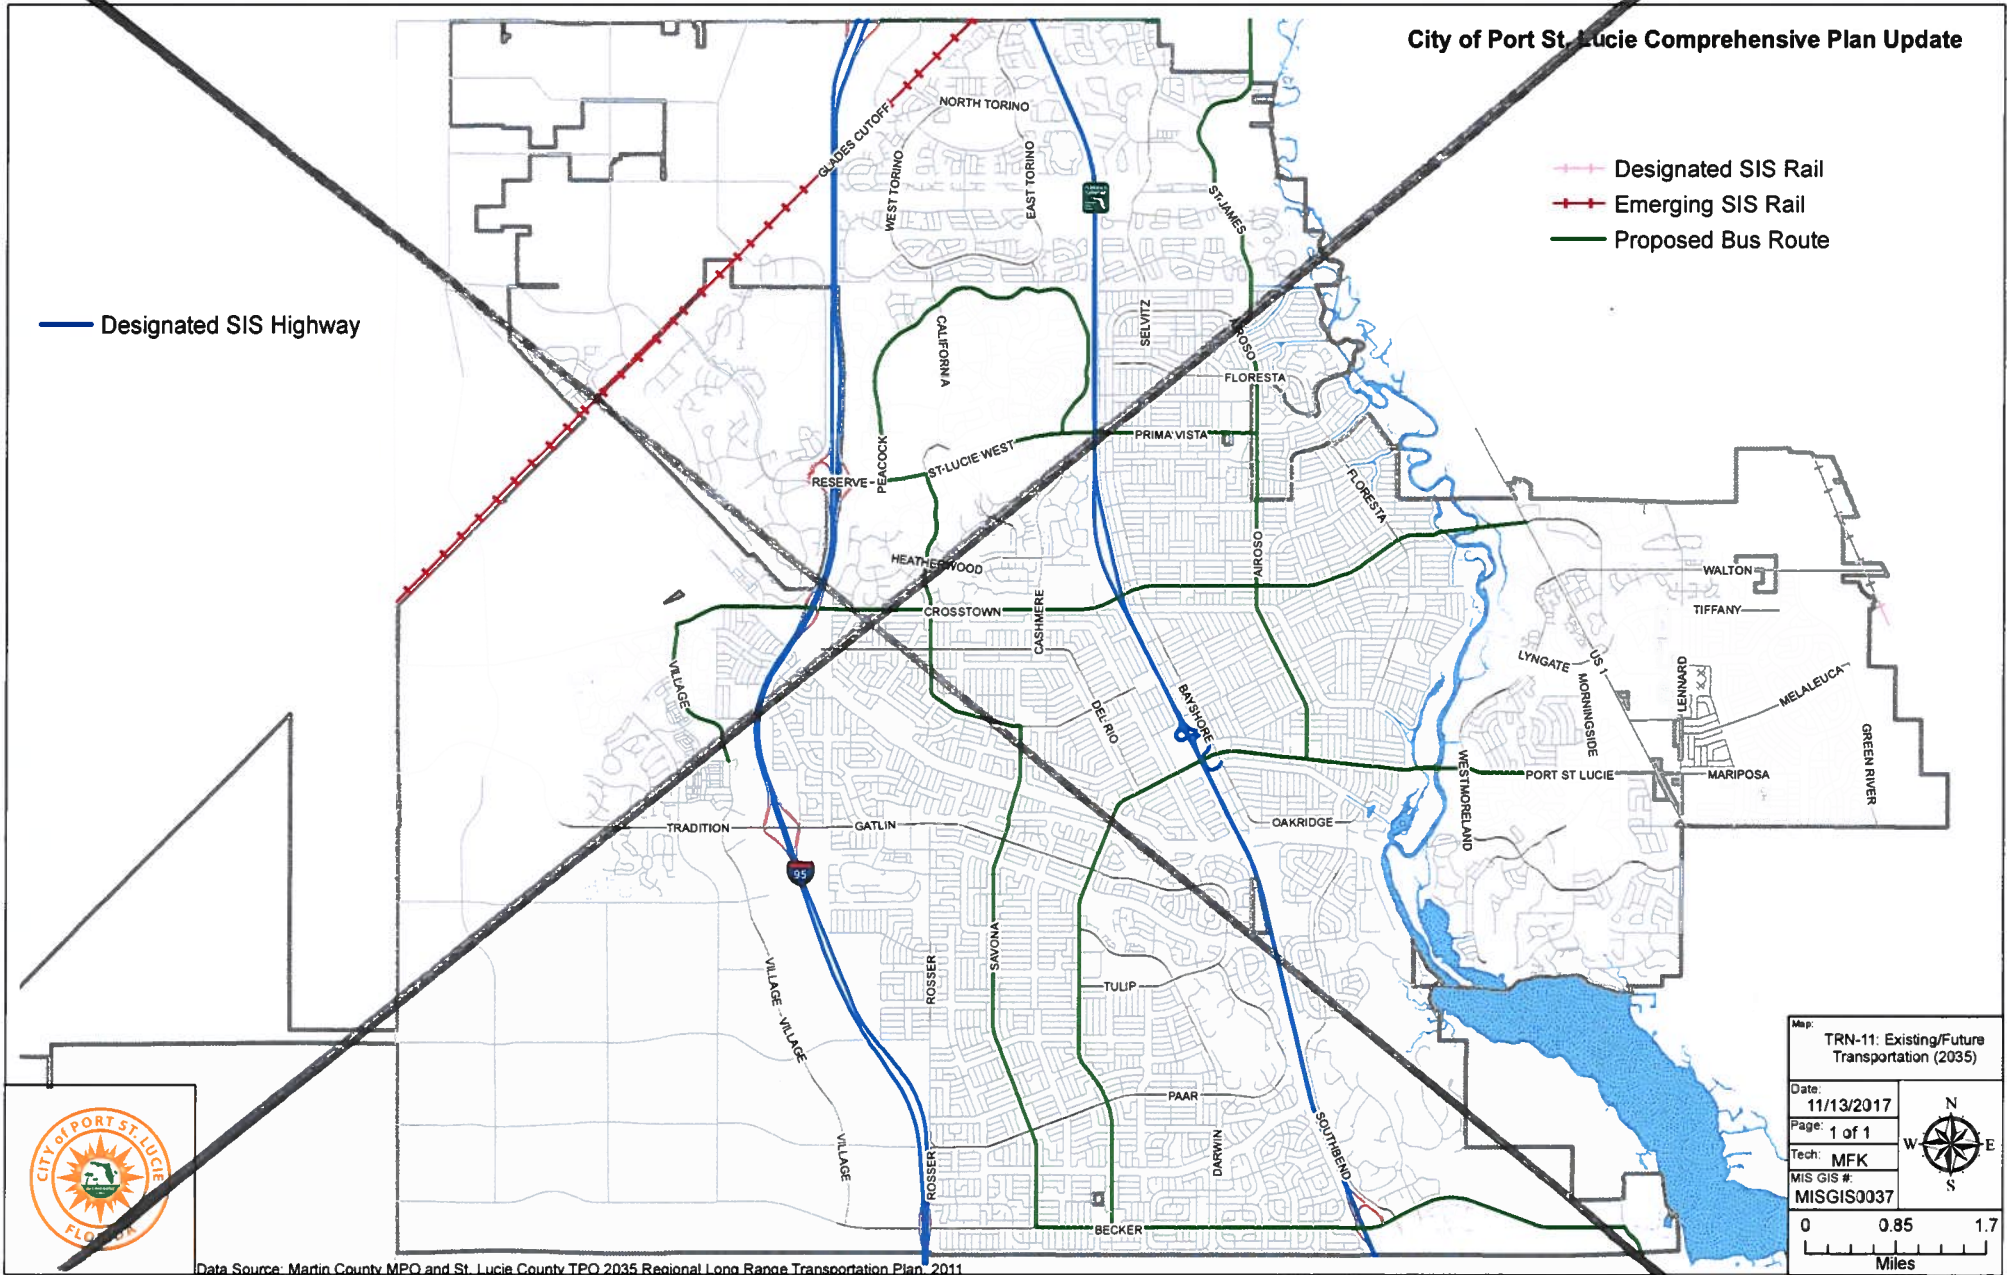 City of Port St. Lucie Comprehensive Plan Update
Designated SIS Rail
Emerging SIS Rail
Proposed Bus Route
Designated SIS Highway
GLADES CUTOFF
NORTH TORINO
WEST TORINO
EAST TORINO
ST. JAMES
SELVITZ
AIROSO
CALIFORNIA
FLORESTA
PRIMA VISTA
PEACOCK
ST LUCIE WEST
RESERVE
FLORESTA
AIROSO
HEATHERWOOD
WALTON
CROSSTOWN
CASHMERE
TIFFANY
VILLAGE
LYNGATE
US 1
LENNARD
MELALEUCA
MORNINGSIDE
DEL RIO
BAYSHORE
GREEN RIVER
WESTMORELAND
PORT ST LUCIE
MARIPOSA
TRADITION
GATLIN
OAKRIDGE
95
SAVONA
ROSSER
VILLAGE
TULIP
VILLAGE
PAAR
SOUTHBEND
DARWIN
VILLAGE
ROSSER
BECKER
CITY of PORT ST. LUCIE
FLORIDA
Map:
TRN-11: Existing/Future
Transportation (2035)
Date:
11/13/2017
Page: 1 of 1
Tech: MFK
MIS GIS #:
MISGIS0037
N
W E
S
0 0.85 1.7
Miles
Data Source: Martin County MPO and St. Lucie County TPO 2035 Regional Long Range Transportation Plan, 2011